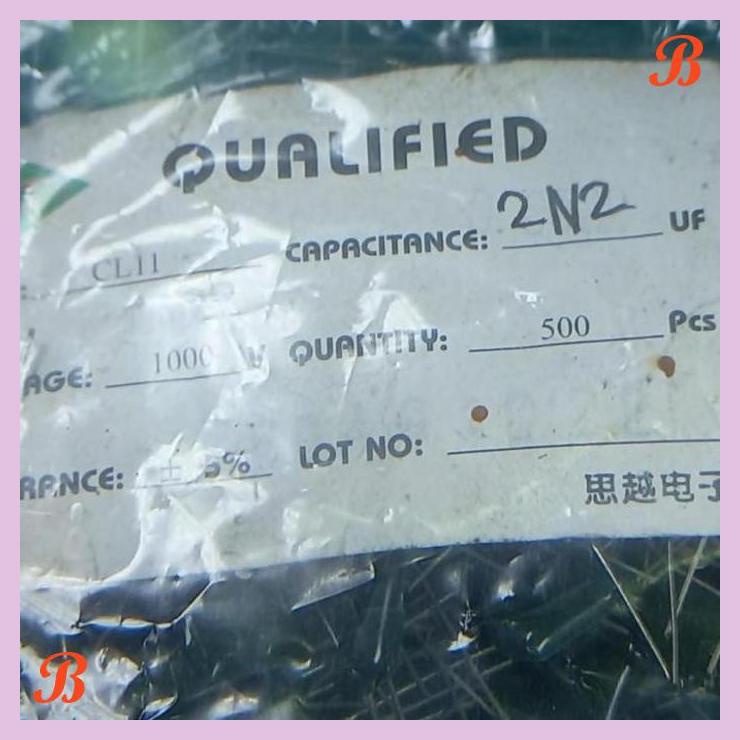 B
QUALIFIED
CL11 CAPACITANCE: 2N2 UF
AGE: 1000 V QUANTITY: 500 Pcs
RANCE: ± 5% LOT NO:
思越电子
B